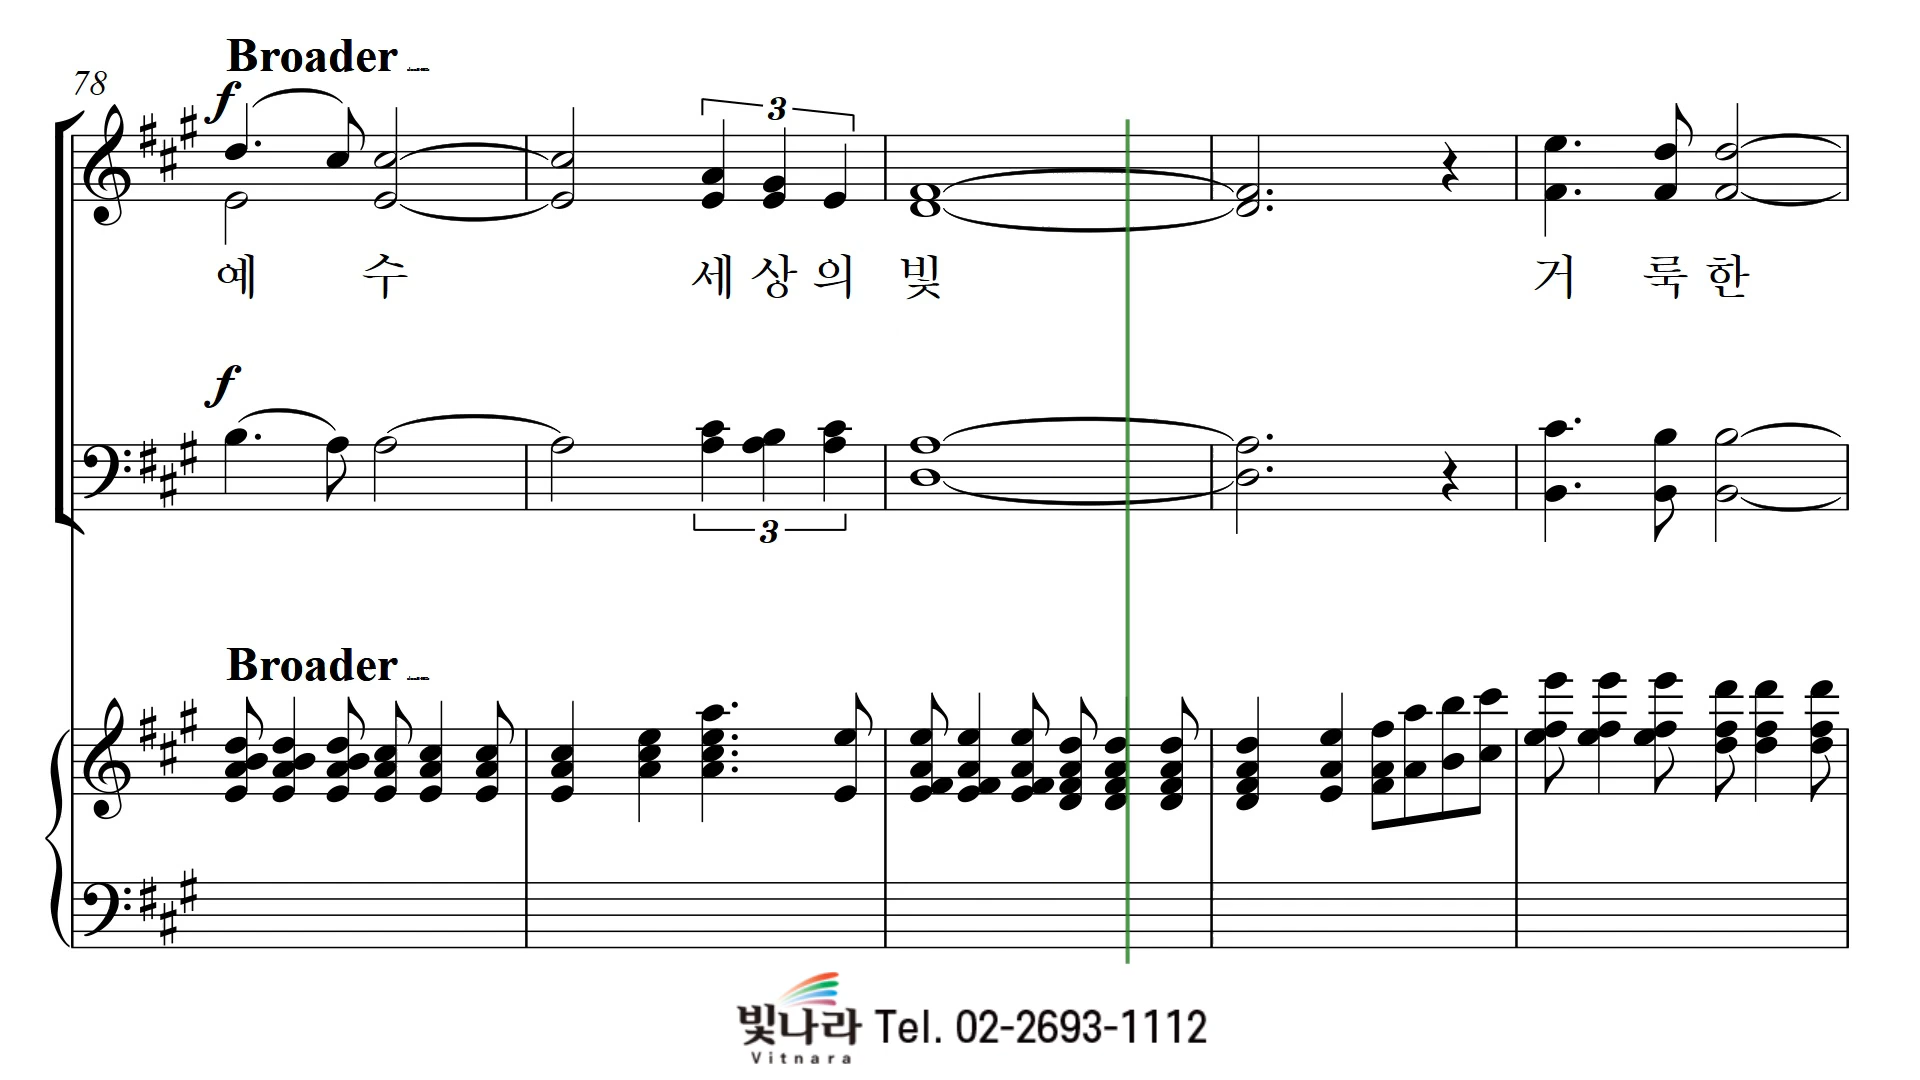 Broader
78
f
3
예 수 세 상 의 빛 거 룩 한
f
3
Broader
빛나라 Tel. 02-2693-1112
Vitnara